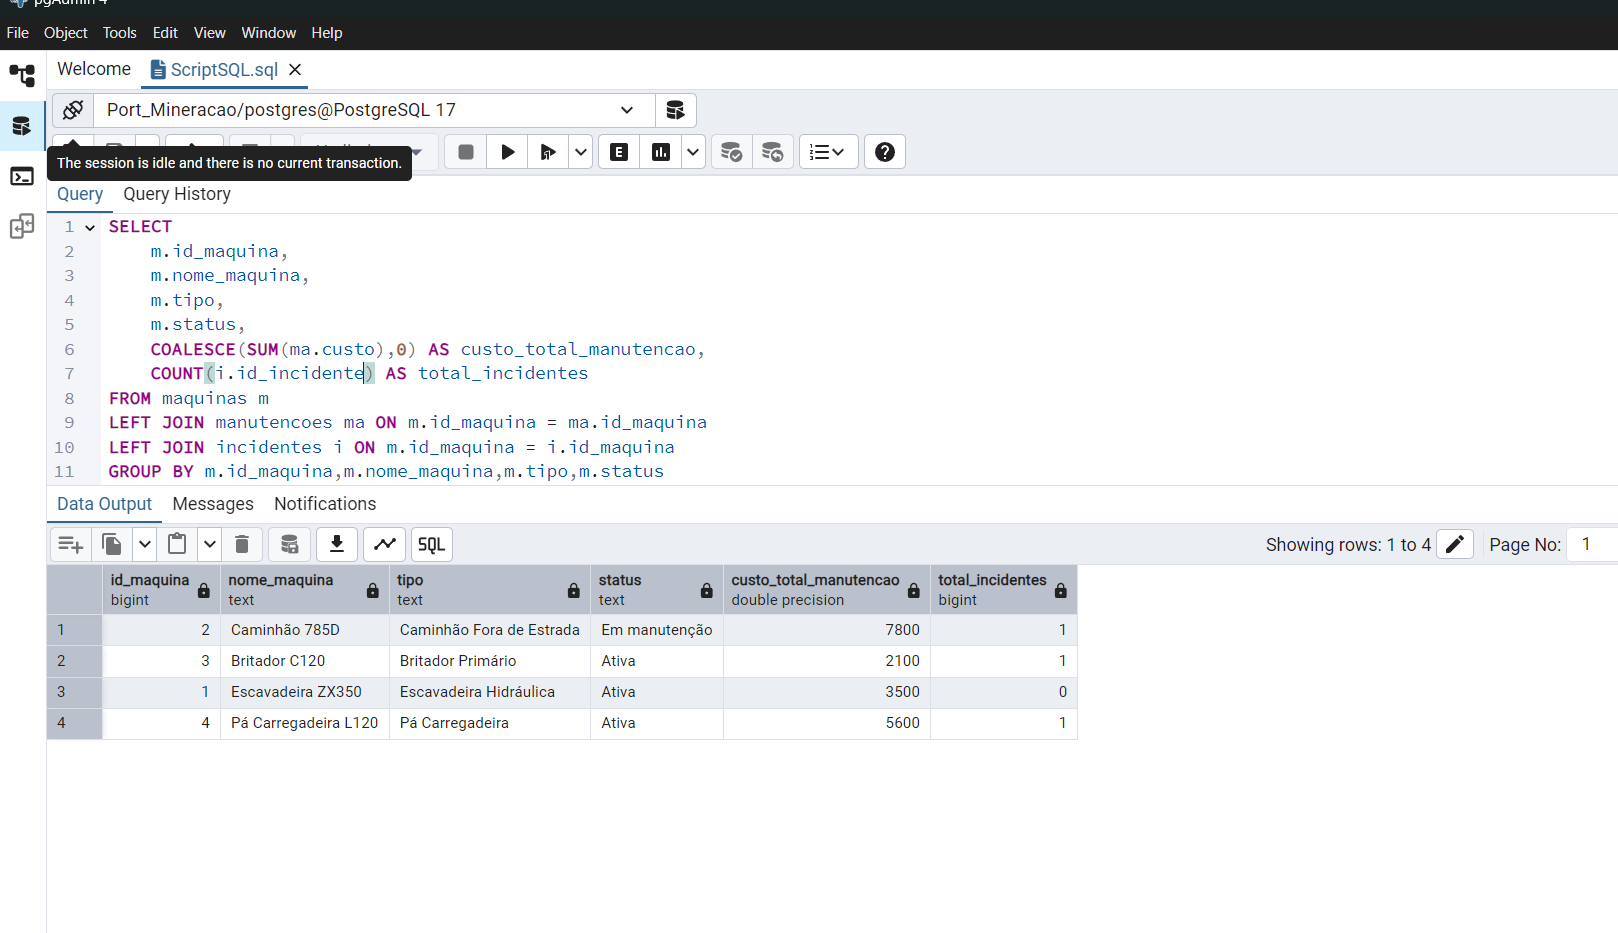 pgAdmin 4
File Object Tools Edit View Window Help
Welcome ScriptSQL.sql
Port_Mineracao/postgres@PostgreSQL 17
The session is idle and there is no current transaction.
E
Query Query History
1 SELECT
2 m.id_maquina,
3 m.nome_maquina,
4 m.tipo,
5 m.status,
6 COALESCE(SUM(ma.custo),0) AS custo_total_manutencao,
7 COUNT(i.id_incidente) AS total_incidentes
8 FROM maquinas m
9 LEFT JOIN manutencoes ma ON m.id_maquina = ma.id_maquina
10 LEFT JOIN incidentes i ON m.id_maquina = i.id_maquina
11 GROUP BY m.id_maquina,m.nome_maquina,m.tipo,m.status
Data Output Messages Notifications
SQL Showing rows: 1 to 4 Page No: 1
id_maquina nome_maquina tipo status custo_total_manutencao total_incidentes
bigint text text text double precision bigint
1 2 Caminhão 785D Caminhão Fora de Estrada Em manutenção 7800 1
2 3 Britador C120 Britador Primário Ativa 2100 1
3 1 Escavadeira ZX350 Escavadeira Hidráulica Ativa 3500 0
4 4 Pá Carregadeira L120 Pá Carregadeira Ativa 5600 1